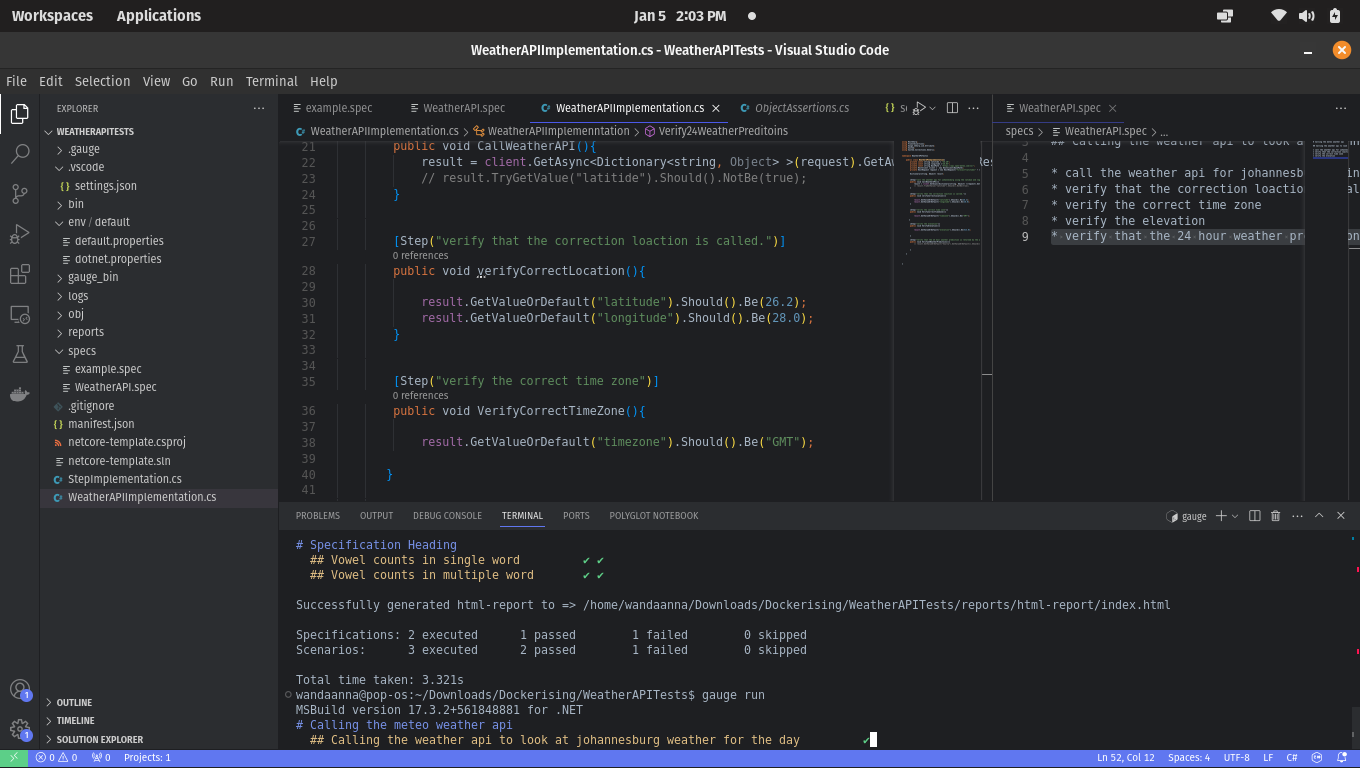 Workspaces Applications Jan 5 2:03 PM
WeatherAPIImplementation.cs - WeatherAPITests - Visual Studio Code
File Edit Selection View Go Run Terminal Help
EXPLORER
WEATHERAPITESTS
.gauge
.vscode
settings.json
bin
env / default
default.properties
dotnet.properties
gauge_bin
logs
obj
reports
specs
example.spec
WeatherAPI.spec
.gitignore
manifest.json
netcore-template.csproj
netcore-template.sln
StepImplementation.cs
WeatherAPIImplementation.cs
OUTLINE
TIMELINE
SOLUTION EXPLORER
example.spec WeatherAPI.spec WeatherAPIImplementation.cs ObjectAssertions.cs
WeatherAPIImplementation.cs > WeatherAPIImplemenntation > Verify24WeatherPreditoins
21 public void CallWeatherAPI(){
22 result = client.GetAsync<Dictionary<string, Object> >(request).GetAw
23 // result.TryGetValue("latitide").Should().NotBe(true);
24 }
25
26
27 [Step("verify that the correction loaction is called.")]
0 references
28 public void verifyCorrectLocation(){
29
30 result.GetValueOrDefault("latitude").Should().Be(26.2);
31 result.GetValueOrDefault("longitude").Should().Be(28.0);
32 }
33
34
35 [Step("verify the correct time zone")]
0 references
36 public void VerifyCorrectTimeZone(){
37
38 result.GetValueOrDefault("timezone").Should().Be("GMT");
39
40 }
41
WeatherAPI.spec
specs > WeatherAPI.spec > ...
3 ## Calling the weather api to look a
4
5 * call the weather api for johannesb
6 * verify that the correction loactio
7 * verify the correct time zone
8 * verify the elevation
9 * verify that the 24 hour weather pr
PROBLEMS OUTPUT DEBUG CONSOLE TERMINAL PORTS POLYGLOT NOTEBOOK
gauge
# Specification Heading
## Vowel counts in single word ✔ ✔
## Vowel counts in multiple word ✔ ✔
Successfully generated html-report to => /home/wandaanna/Downloads/Dockerising/WeatherAPITests/reports/html-report/index.html
Specifications: 2 executed 1 passed 1 failed 0 skipped
Scenarios: 3 executed 2 passed 1 failed 0 skipped
Total time taken: 3.321s
wandaanna@pop-os:~/Downloads/Dockerising/WeatherAPITests$ gauge run
MSBuild version 17.3.2+561848881 for .NET
# Calling the meteo weather api
## Calling the weather api to look at johannesburg weather for the day ✔
1
1
0 0 0 Projects: 1 Ln 52, Col 12 Spaces: 4 UTF-8 LF C#